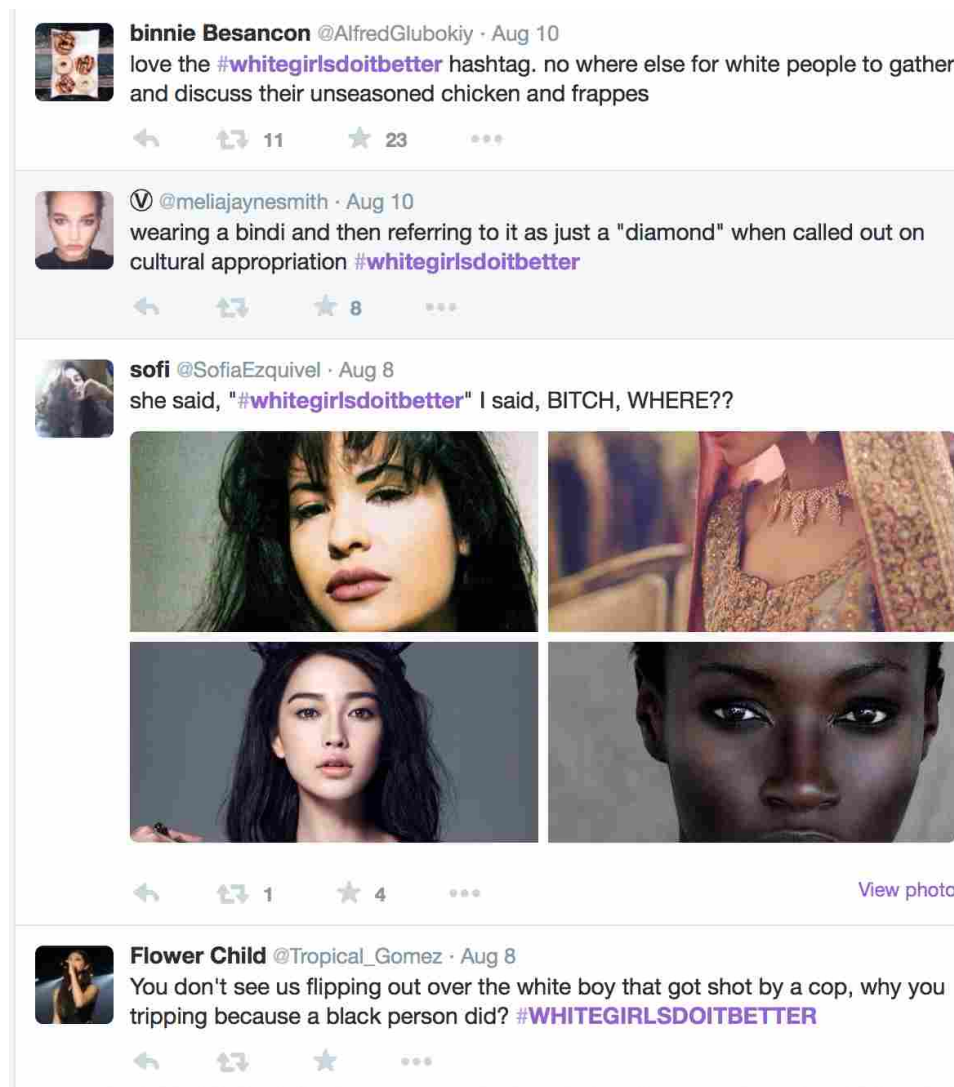 binnie Besancon @AlfredGlubokiy · Aug 10
love the #whitegirlsdoitbetter hashtag. no where else for white people to gather
and discuss their unseasoned chicken and frappes
11 23
Ⓥ @meliajaynesmith · Aug 10
wearing a bindi and then referring to it as just a "diamond" when called out on
cultural appropriation #whitegirlsdoitbetter
8
sofi @SofiaEzquivel · Aug 8
she said, "#whitegirlsdoitbetter" I said, BITCH, WHERE??
1 4
View photo
Flower Child @Tropical_Gomez · Aug 8
You don't see us flipping out over the white boy that got shot by a cop, why you
tripping because a black person did? #WHITEGIRLSDOITBETTER